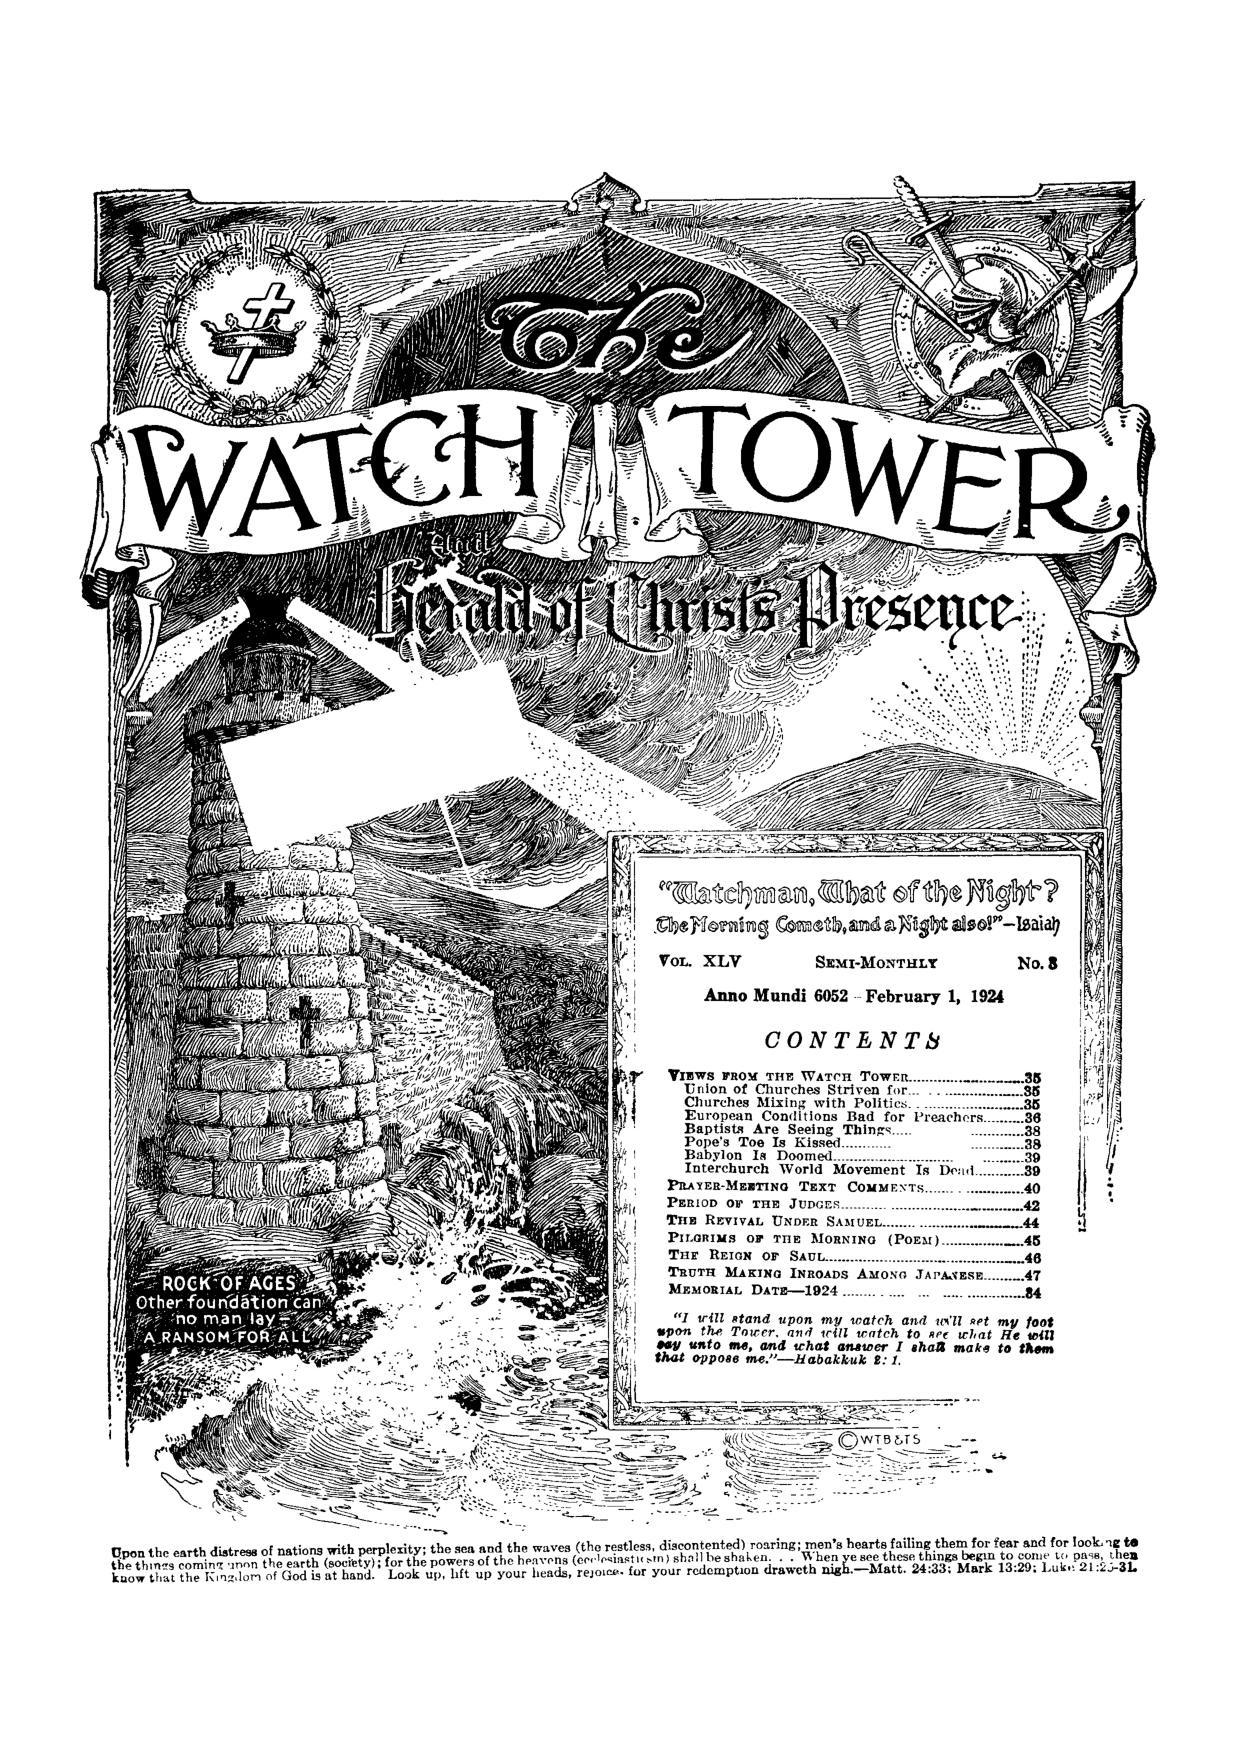 The
WATCH TOWER
And
Herald of Christ's Presence
"Watchman, What of the Night?
The Morning Cometh, and a Night also!"—Isaiah
VOL. XLV SEMI-MONTHLY No. 3
Anno Mundi 6052 - February 1, 1924
CONTENTS
VIEWS FROM THE WATCH TOWER 35
Union of Churches Striven for 35
Churches Mixing with Politics 35
European Conditions Bad for Preachers 36
Baptists Are Seeing Things 38
Pope's Toe Is Kissed 38
Babylon Is Doomed 39
Interchurch World Movement Is Dead 39
PRAYER-MEETING TEXT COMMENTS 40
PERIOD OF THE JUDGES 42
THE REVIVAL UNDER SAMUEL 44
PILGRIMS OF THE MORNING (POEM) 45
THE REIGN OF SAUL 46
TRUTH MAKING INROADS AMONG JAPANESE 47
MEMORIAL DATE—1924 34
"I will stand upon my watch and will set my foot
upon the Tower, and will watch to see what He will
say unto me, and what answer I shall make to them
that oppose me."—Habakkuk 2: 1.
ROCK OF AGES
Other foundation can
no man lay—
A RANSOM FOR ALL
© W T B & T S
Upon the earth distress of nations with perplexity; the sea and the waves (the restless, discontented) roaring; men's hearts failing them for fear and for looking to
the things coming upon the earth (society); for the powers of the heavens (ecclesiasticsm) shall be shaken. . . When ye see these things begin to come to pass, then
know that the Kingdom of God is at hand. Look up, lift up your heads, rejoice, for your redemption draweth nigh.—Matt. 24:33; Mark 13:29; Luke 21:25-31.